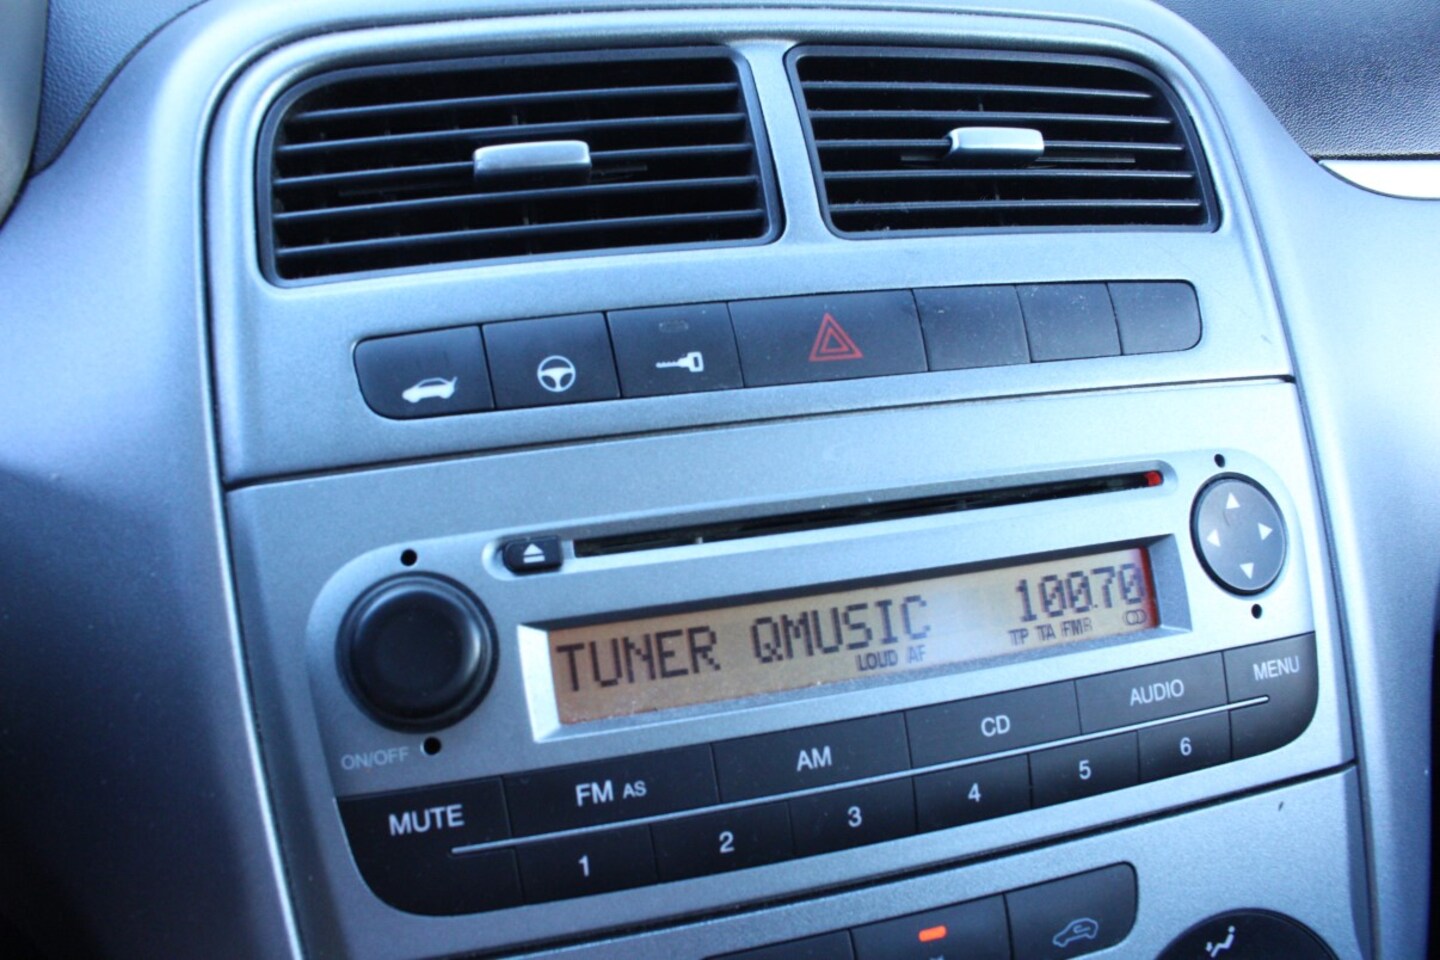 TUNER QMUSIC 100.70
LOUD AF TP TA FMR
ON/OFF
MUTE FM AS AM CD AUDIO MENU
1 2 3 4 5 6